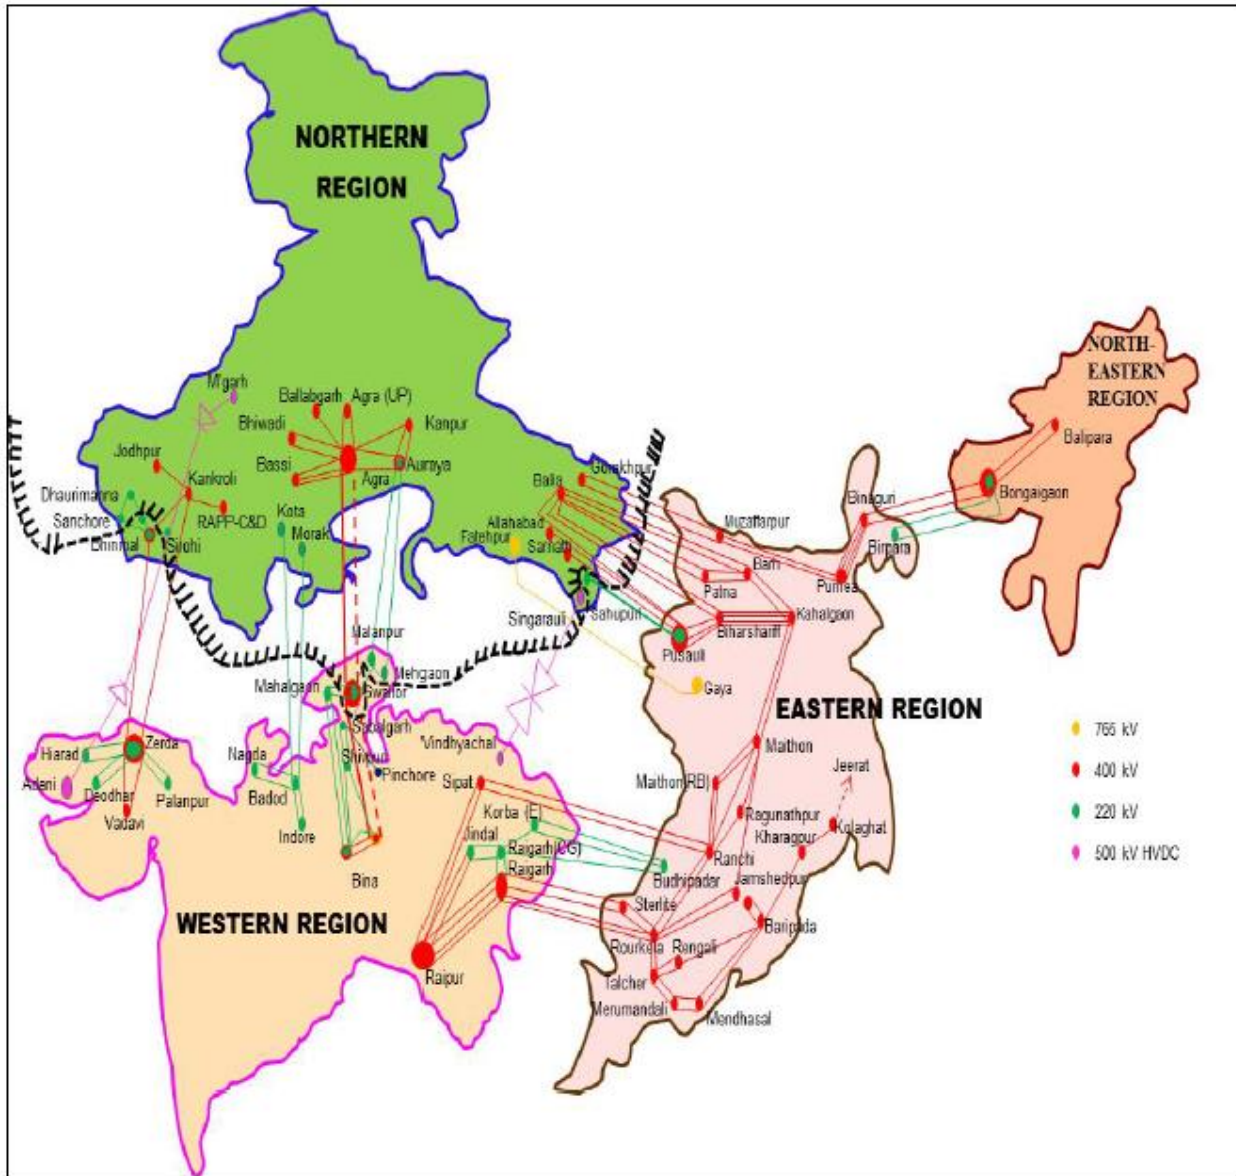 NORTHERN
REGION
NORTH-
EASTERN
REGION
M'garh
Ballabgarh
Agra (UP)
Bhiwadi
Kanpur
Jodhpur
Bassi
Agra
Auraya
Balia
Gorakhpur
Balipara
Kankroli
Dhaurimanna
Sanchore
RAPP-C&D
Kota
Allahabad
Binaguri
Bongaigaon
Bhinmal
Sirohi
Morak
Fatehpur
Sarnath
Muzaffarpur
Birpara
Barh
Patna
Purnea
Singarauli
Sahupuri
Biharshariff
Kahalgaon
Malanpur
Pusauli
Mehgaon
Mahalgaon
Gwalior
Gaya
EASTERN REGION
Sabalgarh
765 kV
Zerda
Hiarad
Nagda
Shivpuri
Vindhyachal
Maithon
Pinchore
Jeerat
400 kV
Adani
Deodhar
Palanpur
Badod
Sipat
Maithon(RB)
Vadavi
Indore
Korba (E)
Ragunathpur
220 kV
Jindal
Kharagpur
Kolaghat
Raigarh(CG)
Ranchi
500 kV HVDC
Raigarh
Bina
Budhipadar
Jamshedpur
WESTERN REGION
Sterlite
Baripada
Rourkela
Rengali
Raipur
Talcher
Merumandali
Mendhasal